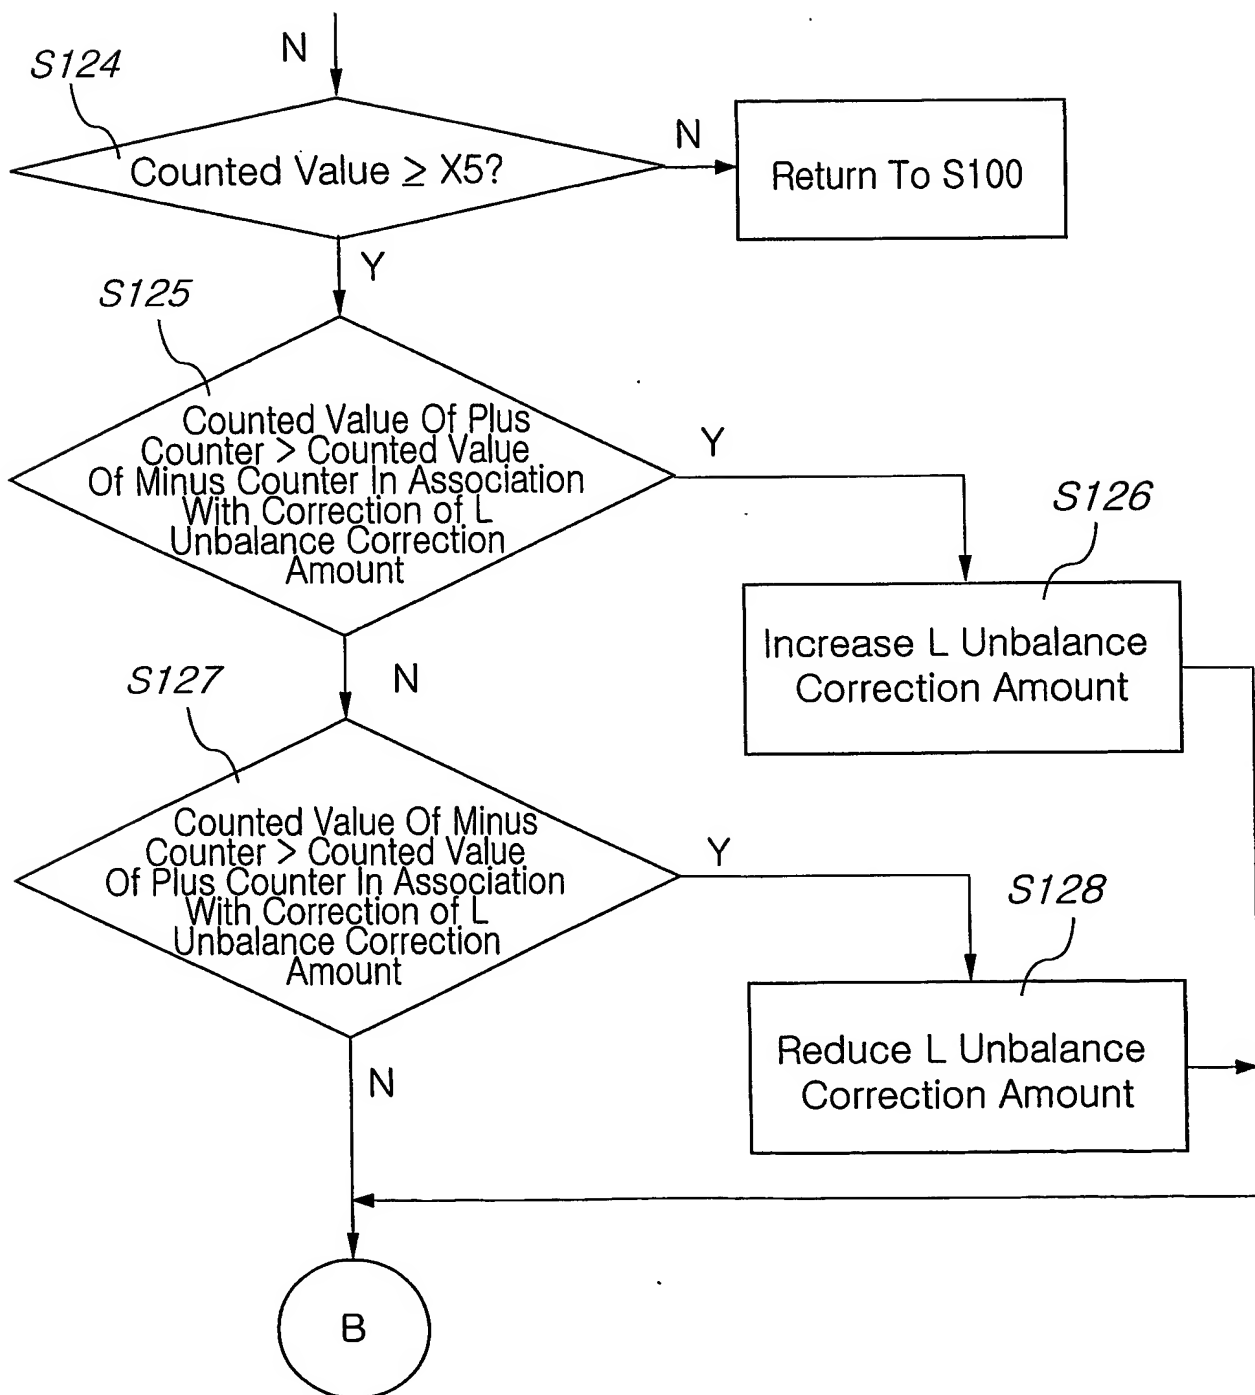 N
S124
Counted Value ≥ X5?
N
Return To S100
Y
S125
Counted Value Of Plus
Counter > Counted Value
Of Minus Counter In Association
With Correction of L
Unbalance Correction
Amount
Y
S126
Increase L Unbalance
Correction Amount
N
S127
Counted Value Of Minus
Counter > Counted Value
Of Plus Counter In Association
With Correction of L
Unbalance Correction
Amount
Y
S128
Reduce L Unbalance
Correction Amount
N
B